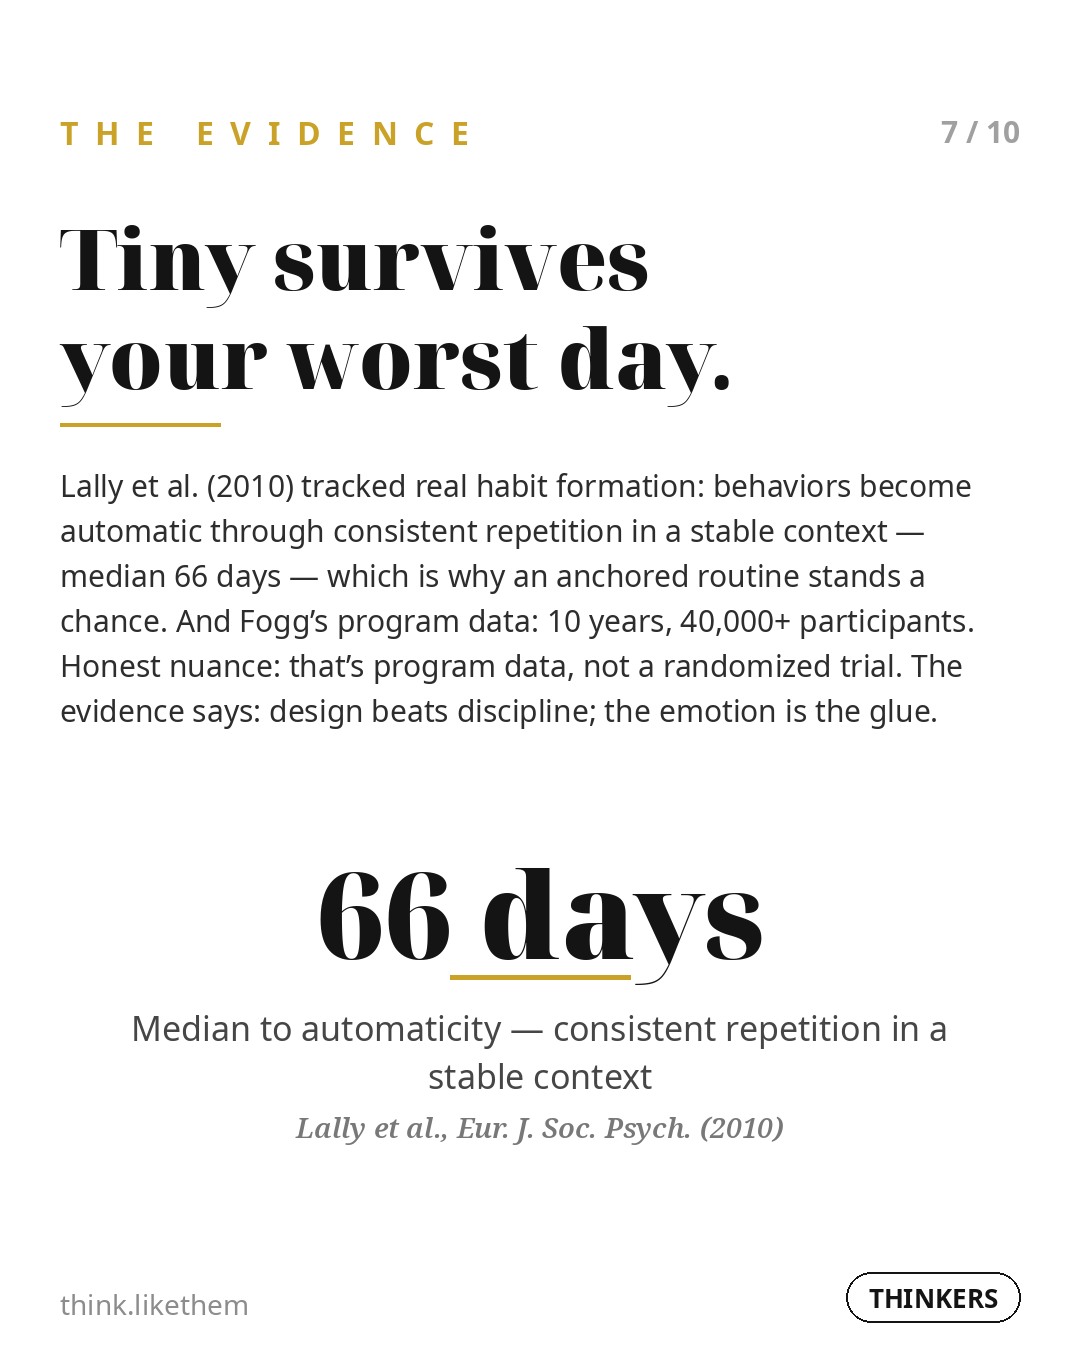 THE EVIDENCE
7 / 10
Tiny survives
your worst day.
Lally et al. (2010) tracked real habit formation: behaviors become
automatic through consistent repetition in a stable context —
median 66 days — which is why an anchored routine stands a
chance. And Fogg’s program data: 10 years, 40,000+ participants.
Honest nuance: that’s program data, not a randomized trial. The
evidence says: design beats discipline; the emotion is the glue.
66 days
Median to automaticity — consistent repetition in a
stable context
Lally et al., Eur. J. Soc. Psych. (2010)
think.likethem
THINKERS